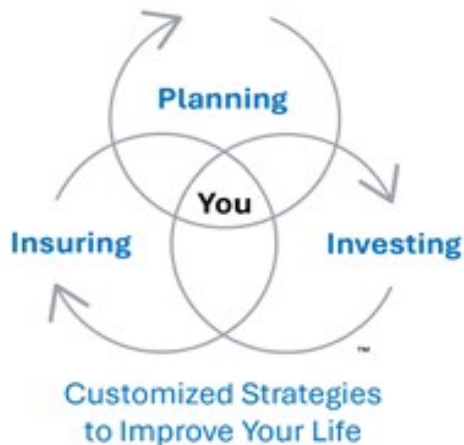 Planning
You
Insuring
Investing
™
Customized Strategies
to Improve Your Life